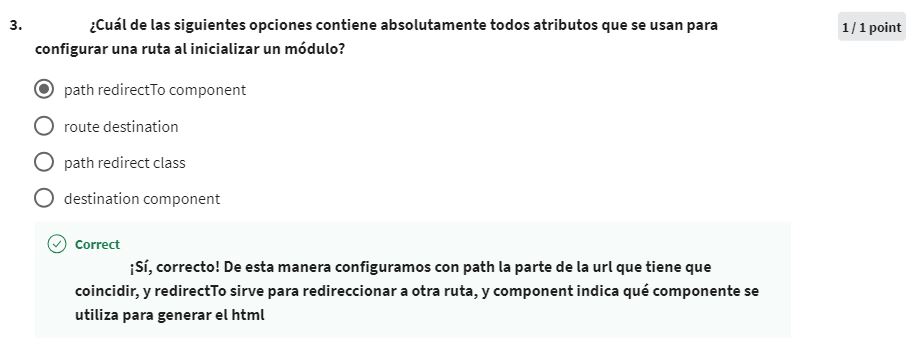 3. ¿Cuál de las siguientes opciones contiene absolutamente todos atributos que se usan para
1 / 1 point
configurar una ruta al inicializar un módulo?
path redirectTo component
route destination
path redirect class
destination component
Correct
¡Sí, correcto! De esta manera configuramos con path la parte de la url que tiene que
coincidir, y redirectTo sirve para redireccionar a otra ruta, y component indica qué componente se
utiliza para generar el html